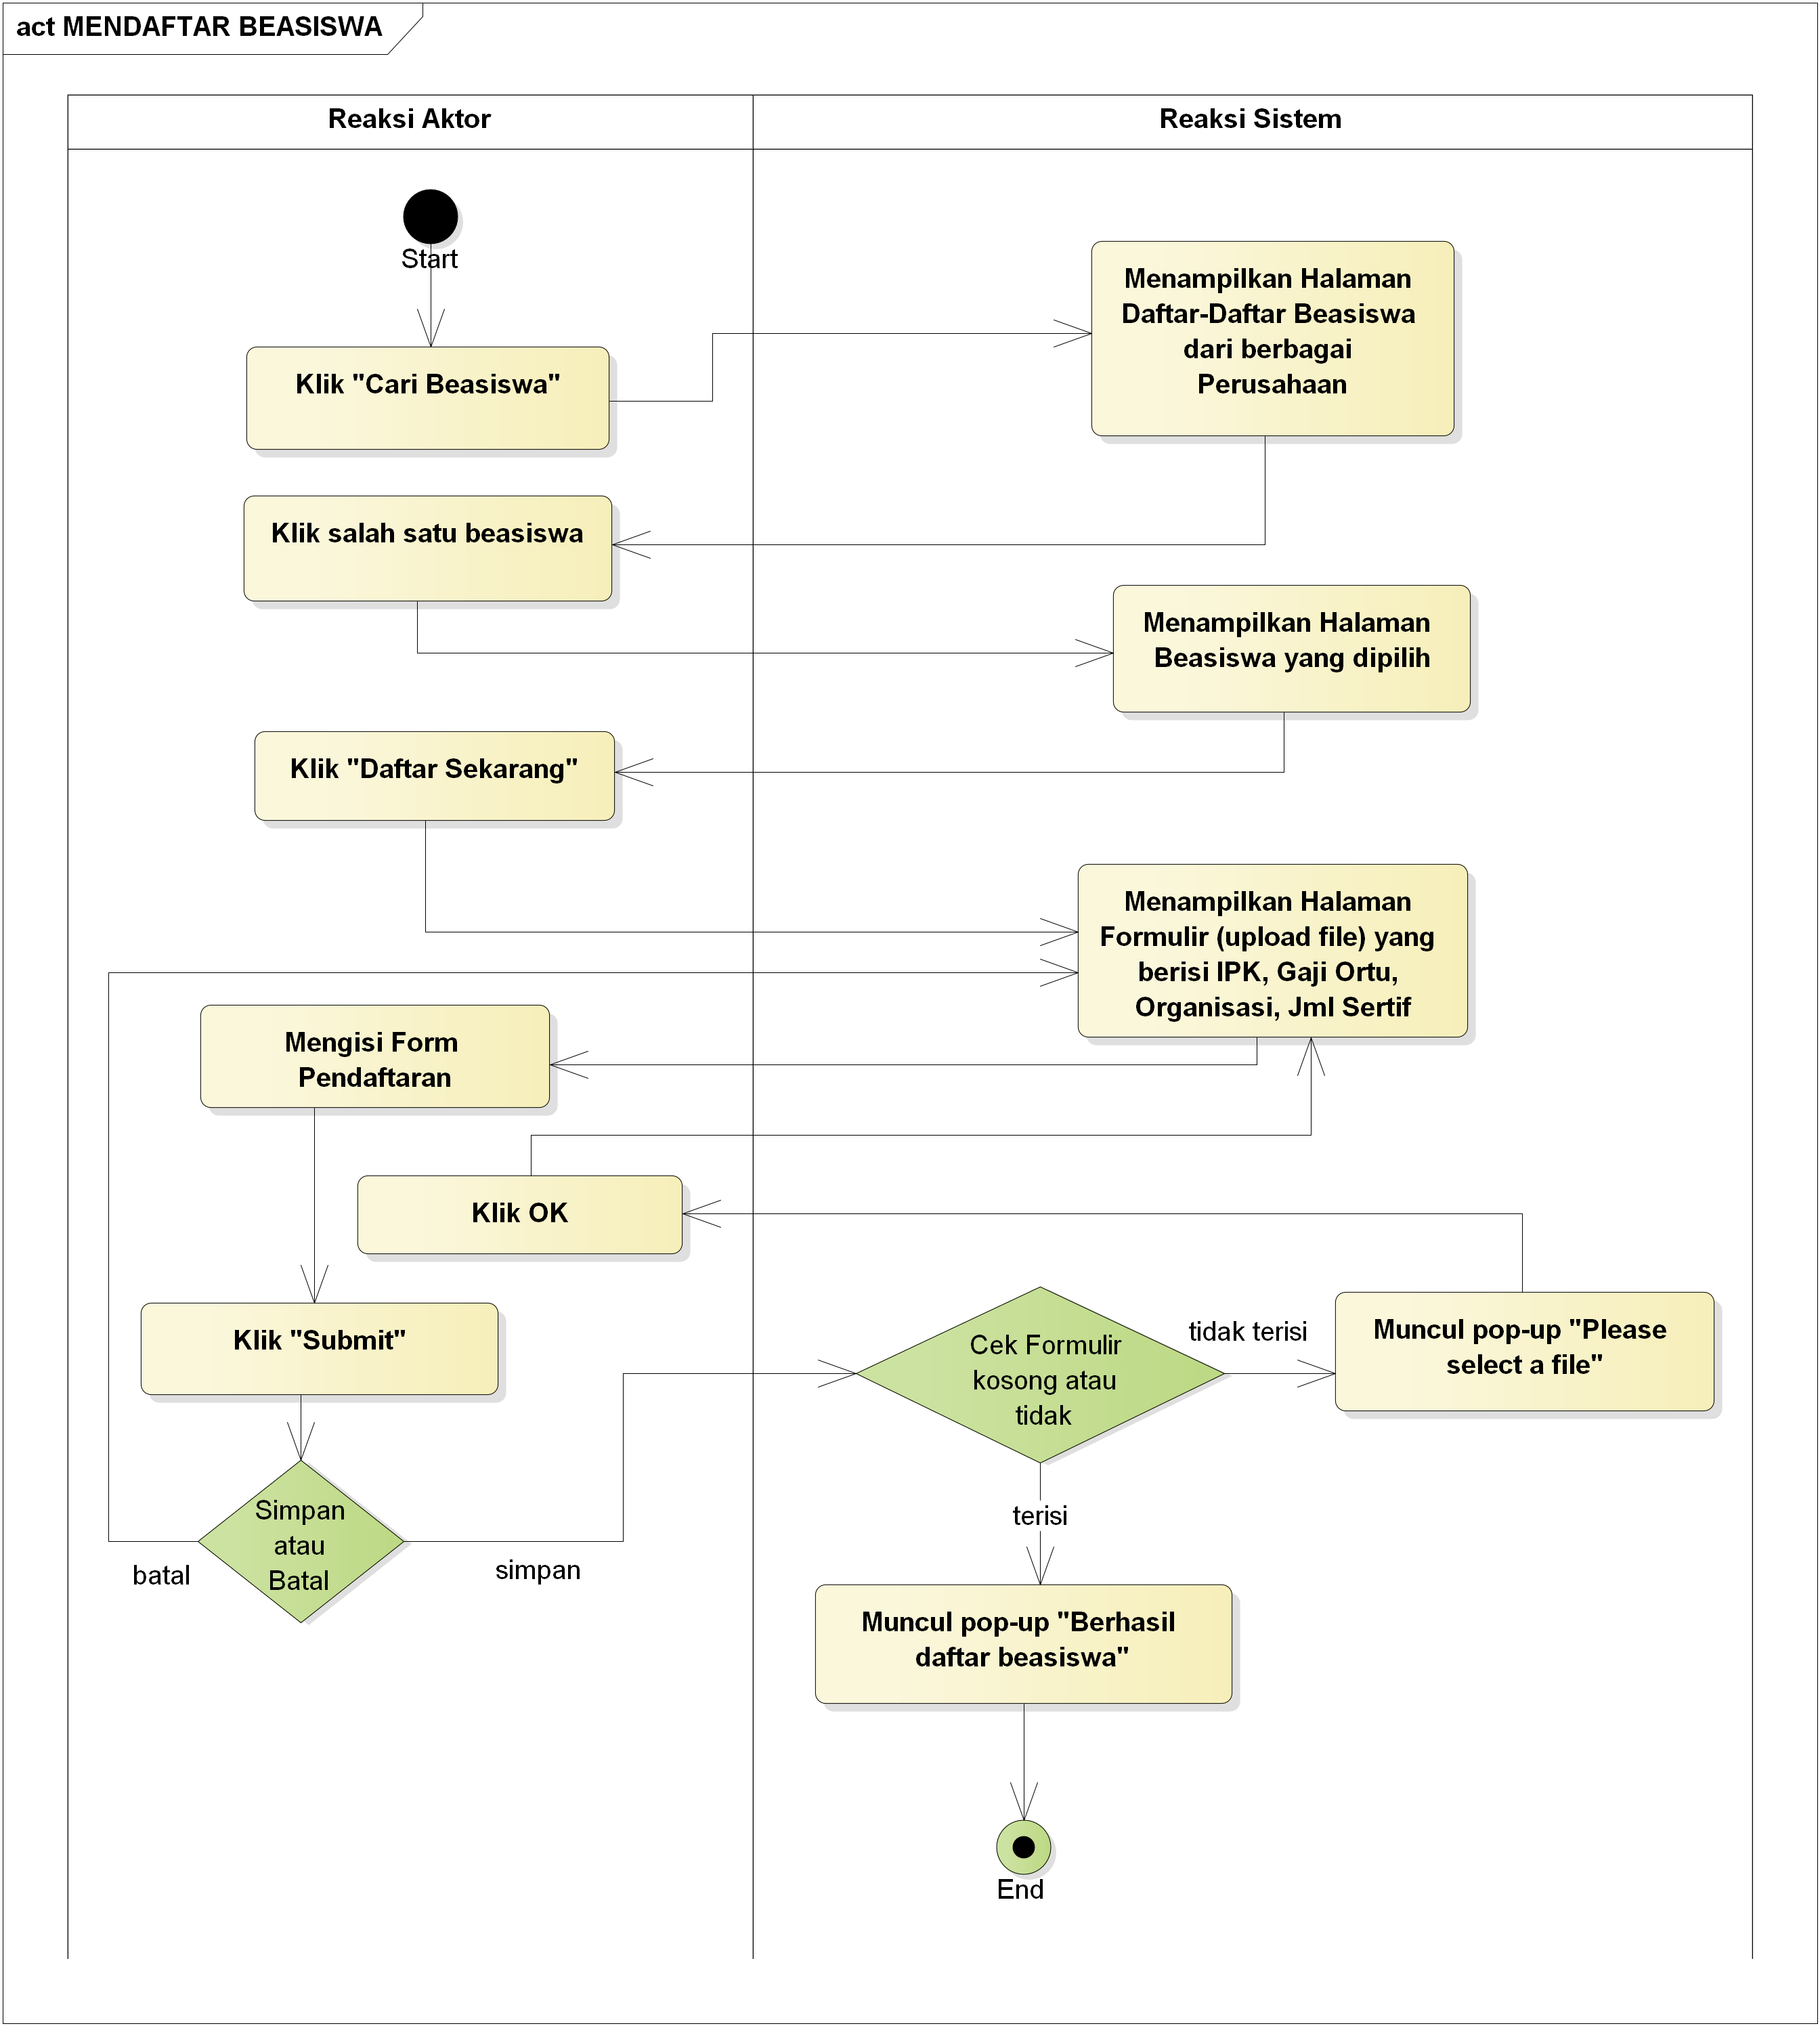 act MENDAFTAR BEASISWA
Reaksi Aktor
Reaksi Sistem
Start
Menampilkan Halaman
Daftar-Daftar Beasiswa
dari berbagai
Perusahaan
Klik "Cari Beasiswa"
Klik salah satu beasiswa
Menampilkan Halaman
Beasiswa yang dipilih
Klik "Daftar Sekarang"
Menampilkan Halaman
Formulir (upload file) yang
berisi IPK, Gaji Ortu,
Organisasi, Jml Sertif
Mengisi Form
Pendaftaran
Klik OK
Klik "Submit"
Cek Formulir
kosong atau
tidak
tidak terisi
Muncul pop-up "Please
select a file"
Simpan
atau
Batal
batal
simpan
terisi
Muncul pop-up "Berhasil
daftar beasiswa"
End